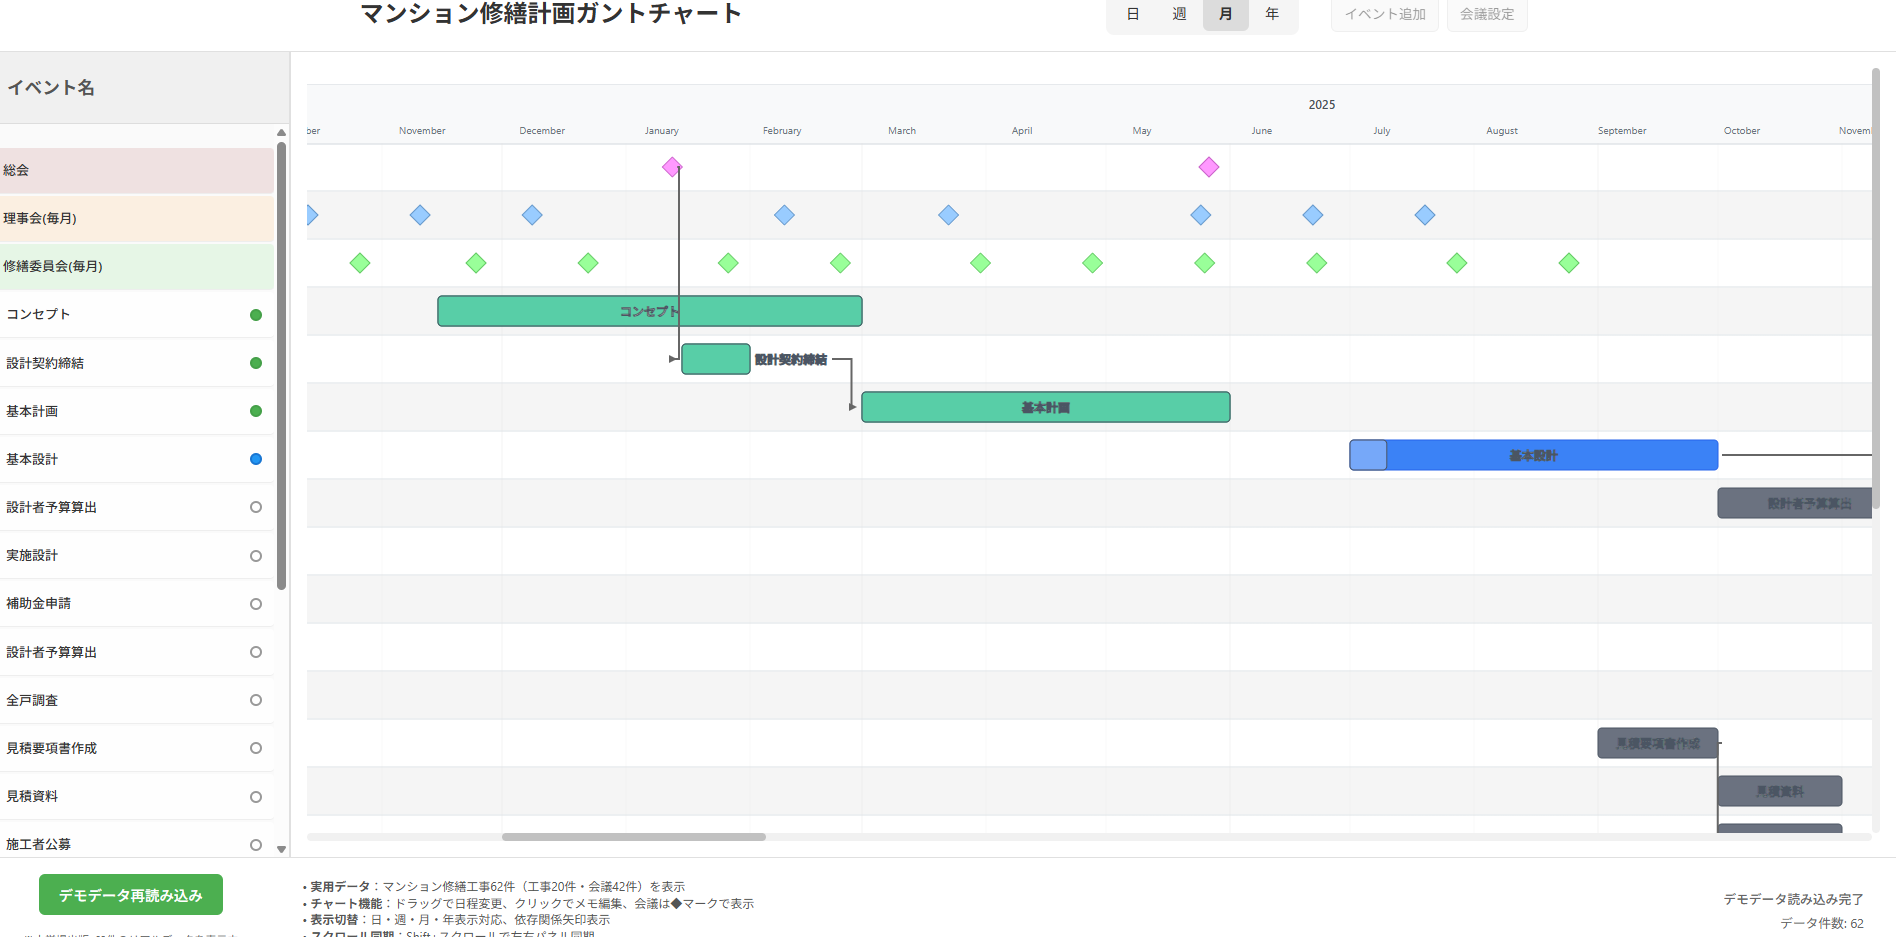 マンション修繕計画ガントチャート
日 週 月 年 イベント追加 会議設定
イベント名
2025
ber November December January February March April May June July August September October Novem
総会
理事会(毎月)
修繕委員会(毎月)
コンセプト
コンセプト
設計契約締結
設計契約締結
基本計画
基本計画
基本設計
基本設計
設計者予算算出
設計者予算算出
実施設計
補助金申請
設計者予算算出
全戸調査
見積要項書作成
見積要項書作成
見積資料
見積資料
施工者公募
デモデータ再読み込み
• 実用データ：マンション修繕工事62件（工事20件・会議42件）を表示
• チャート機能：ドラッグで日程変更、クリックでメモ編集、会議は◆マークで表示
• 表示切替：日・週・月・年表示対応、依存関係矢印表示
• スクロール同期：Shift+スクロールで左右パネル同期
デモデータ読み込み完了
データ件数: 62